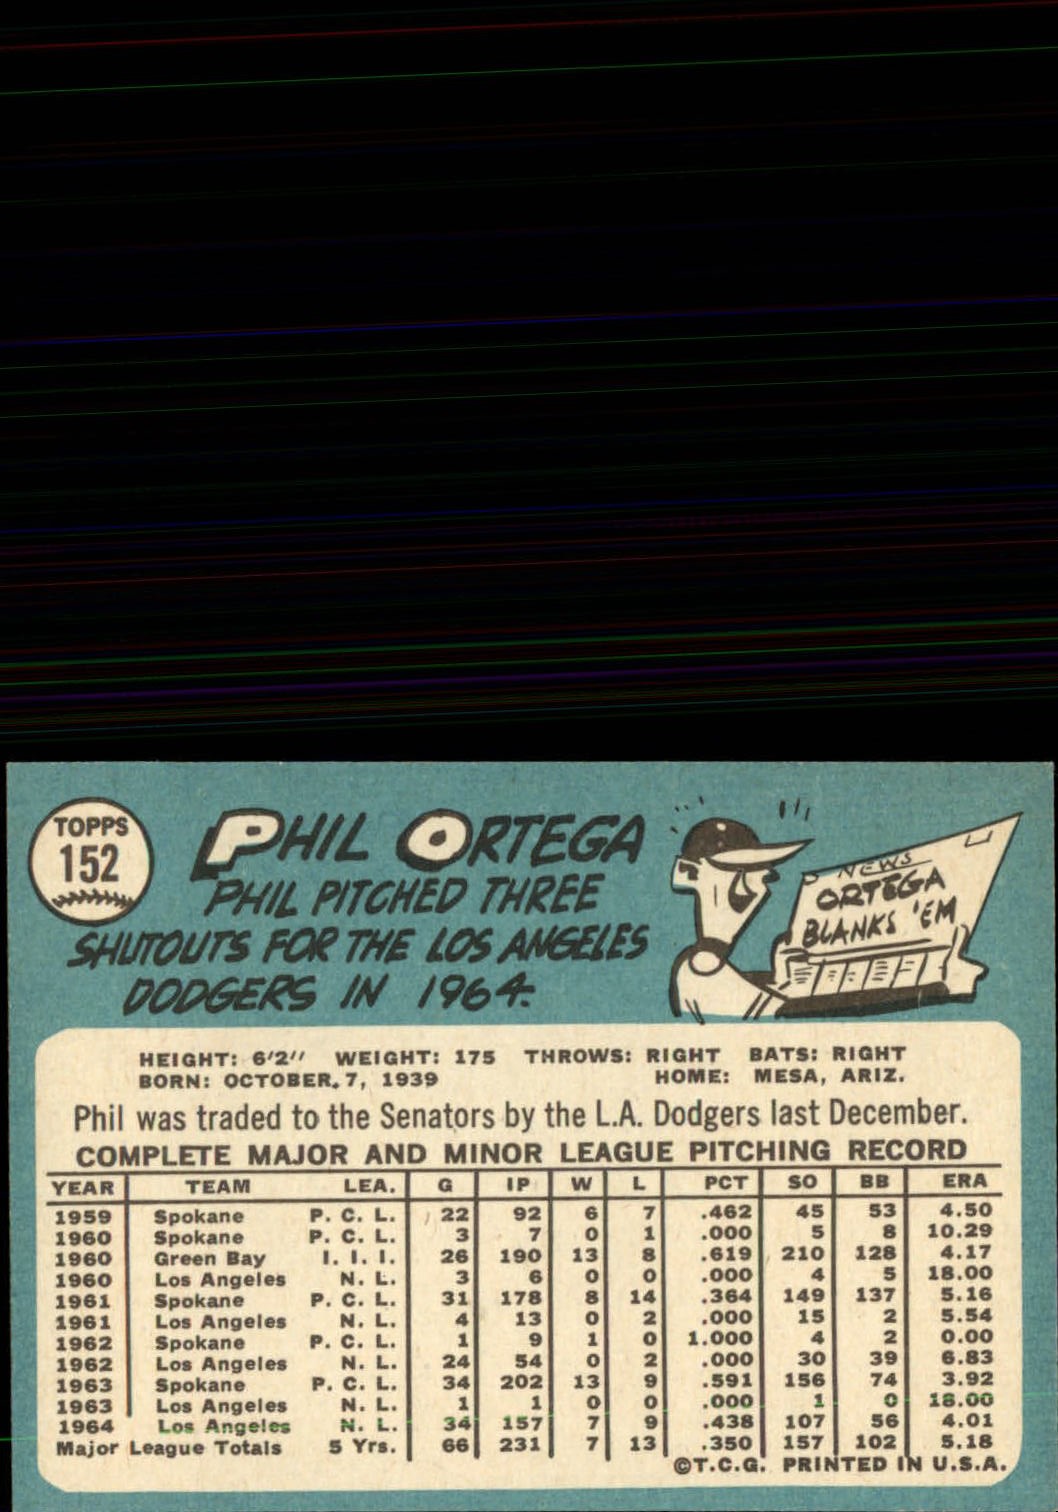 TOPPS
152
PHIL ORTEGA
PHIL PITCHED THREE
SHUTOUTS FOR THE LOS ANGELES
DODGERS IN 1964.
NEWS
ORTEGA
BLANKS 'EM
HEIGHT: 6'2" WEIGHT: 175 THROWS: RIGHT BATS: RIGHT
BORN: OCTOBER 7, 1939 HOME: MESA, ARIZ.
Phil was traded to the Senators by the L.A. Dodgers last December.
COMPLETE MAJOR AND MINOR LEAGUE PITCHING RECORD
YEAR TEAM LEA. G IP W L PCT SO BB ERA
1959 Spokane P. C. L. 22 92 6 7 .462 45 53 4.50
1960 Spokane P. C. L. 3 7 0 1 .000 5 8 10.29
1960 Green Bay I. I. I. 26 190 13 8 .619 210 128 4.17
1960 Los Angeles N. L. 3 6 0 0 .000 4 5 18.00
1961 Spokane P. C. L. 31 178 8 14 .364 149 137 5.16
1961 Los Angeles N. L. 4 13 0 2 .000 15 2 5.54
1962 Spokane P. C. L. 1 9 1 0 1.000 4 2 0.00
1962 Los Angeles N. L. 24 54 0 2 .000 30 39 6.83
1963 Spokane P. C. L. 34 202 13 9 .591 156 74 3.92
1963 Los Angeles N. L. 1 1 0 0 .000 1 0 18.00
1964 Los Angeles N. L. 34 157 7 9 .438 107 56 4.01
Major League Totals 5 Yrs. 66 231 7 13 .350 157 102 5.18
©T.C.G. PRINTED IN U.S.A.